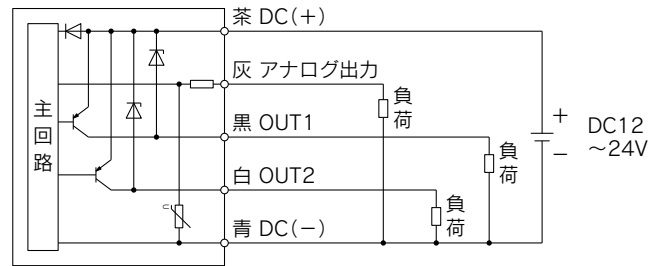 茶 DC(+)
灰 アナログ出力
負荷
主回路
黒 OUT1
負荷
+
−
DC12
~24V
白 OUT2
負荷
U
青 DC(−)